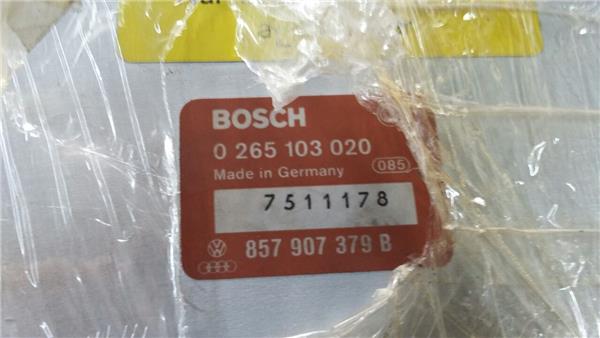 BOSCH
0 265 103 020
Made in Germany 085
7511178
857 907 379 B